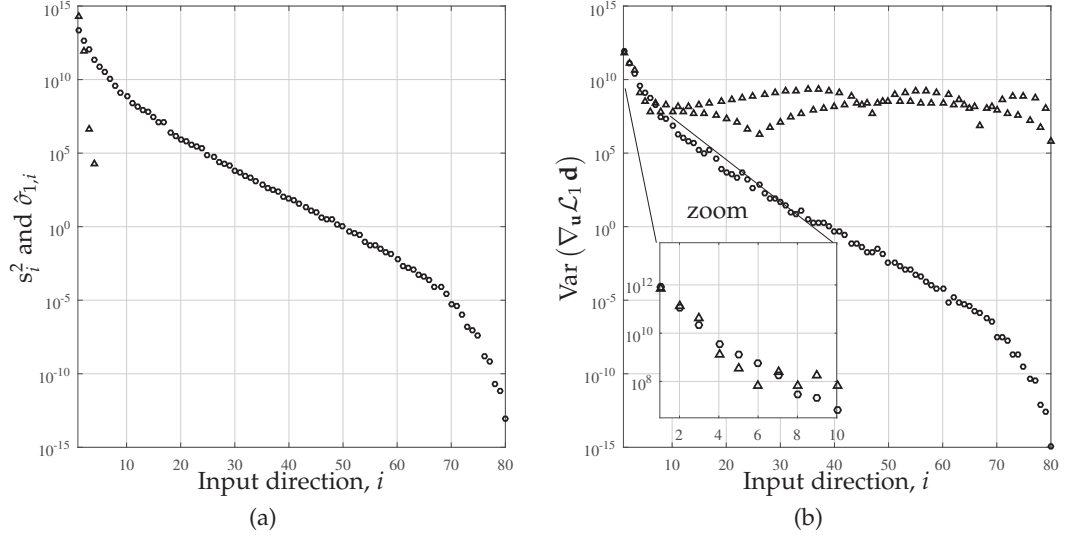 10^15
10^10
10^5
10^0
10^-5
10^-10
10^-15
s_i^2 and σ̂_{1,i}
10 20 30 40 50 60 70 80
Input direction, i
(a)
10^15
10^10
10^5
10^0
10^-5
10^-10
10^-15
Var (∇_u ℒ_1 d)
zoom
10^12
10^10
10^8
2 4 6 8 10
10 20 30 40 50 60 70 80
Input direction, i
(b)